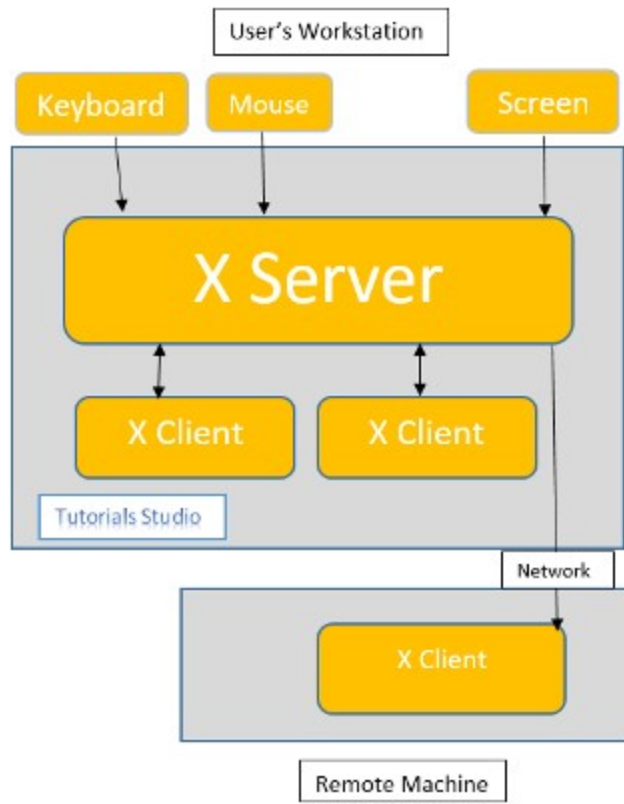 User's Workstation
Keyboard
Mouse
Screen
X Server
X Client
X Client
Tutorials Studio
Network
X Client
Remote Machine